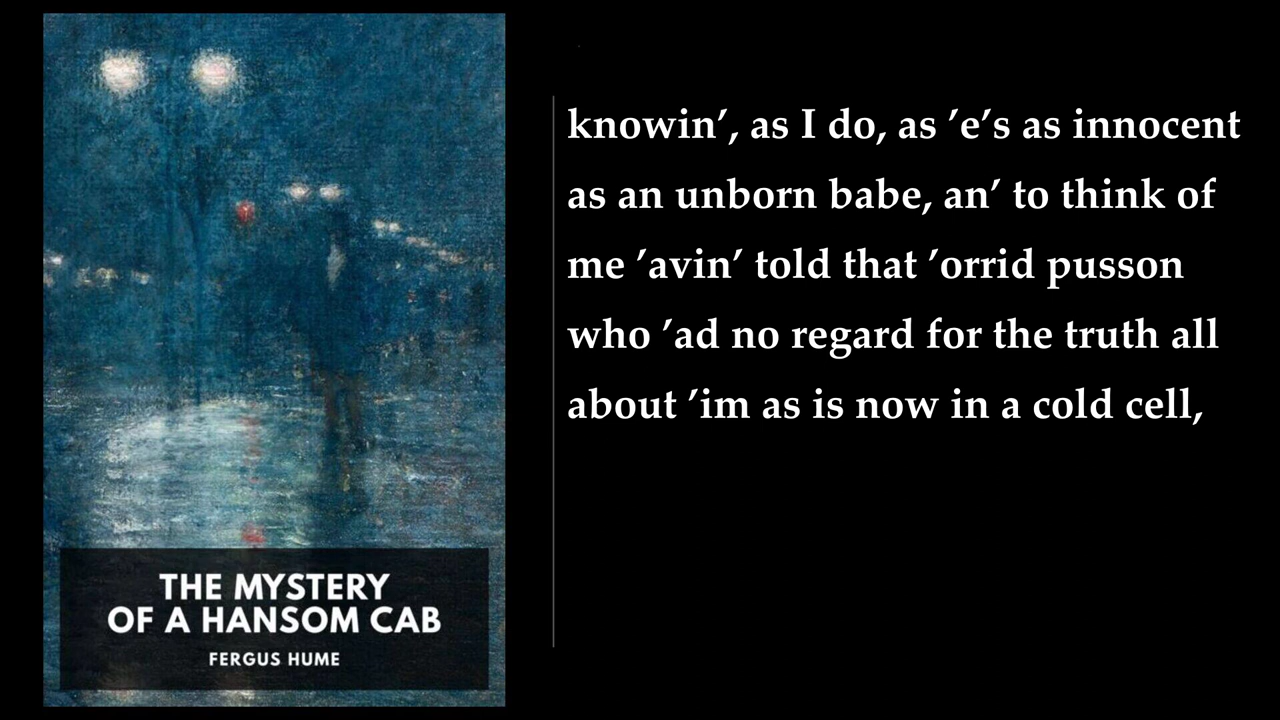 knowin’, as I do, as ’e’s as innocent
as an unborn babe, an’ to think of
me ’avin’ told that ’orrid pusson
who ’ad no regard for the truth all
about ’im as is now in a cold cell,
THE MYSTERY
OF A HANSOM CAB
FERGUS HUME